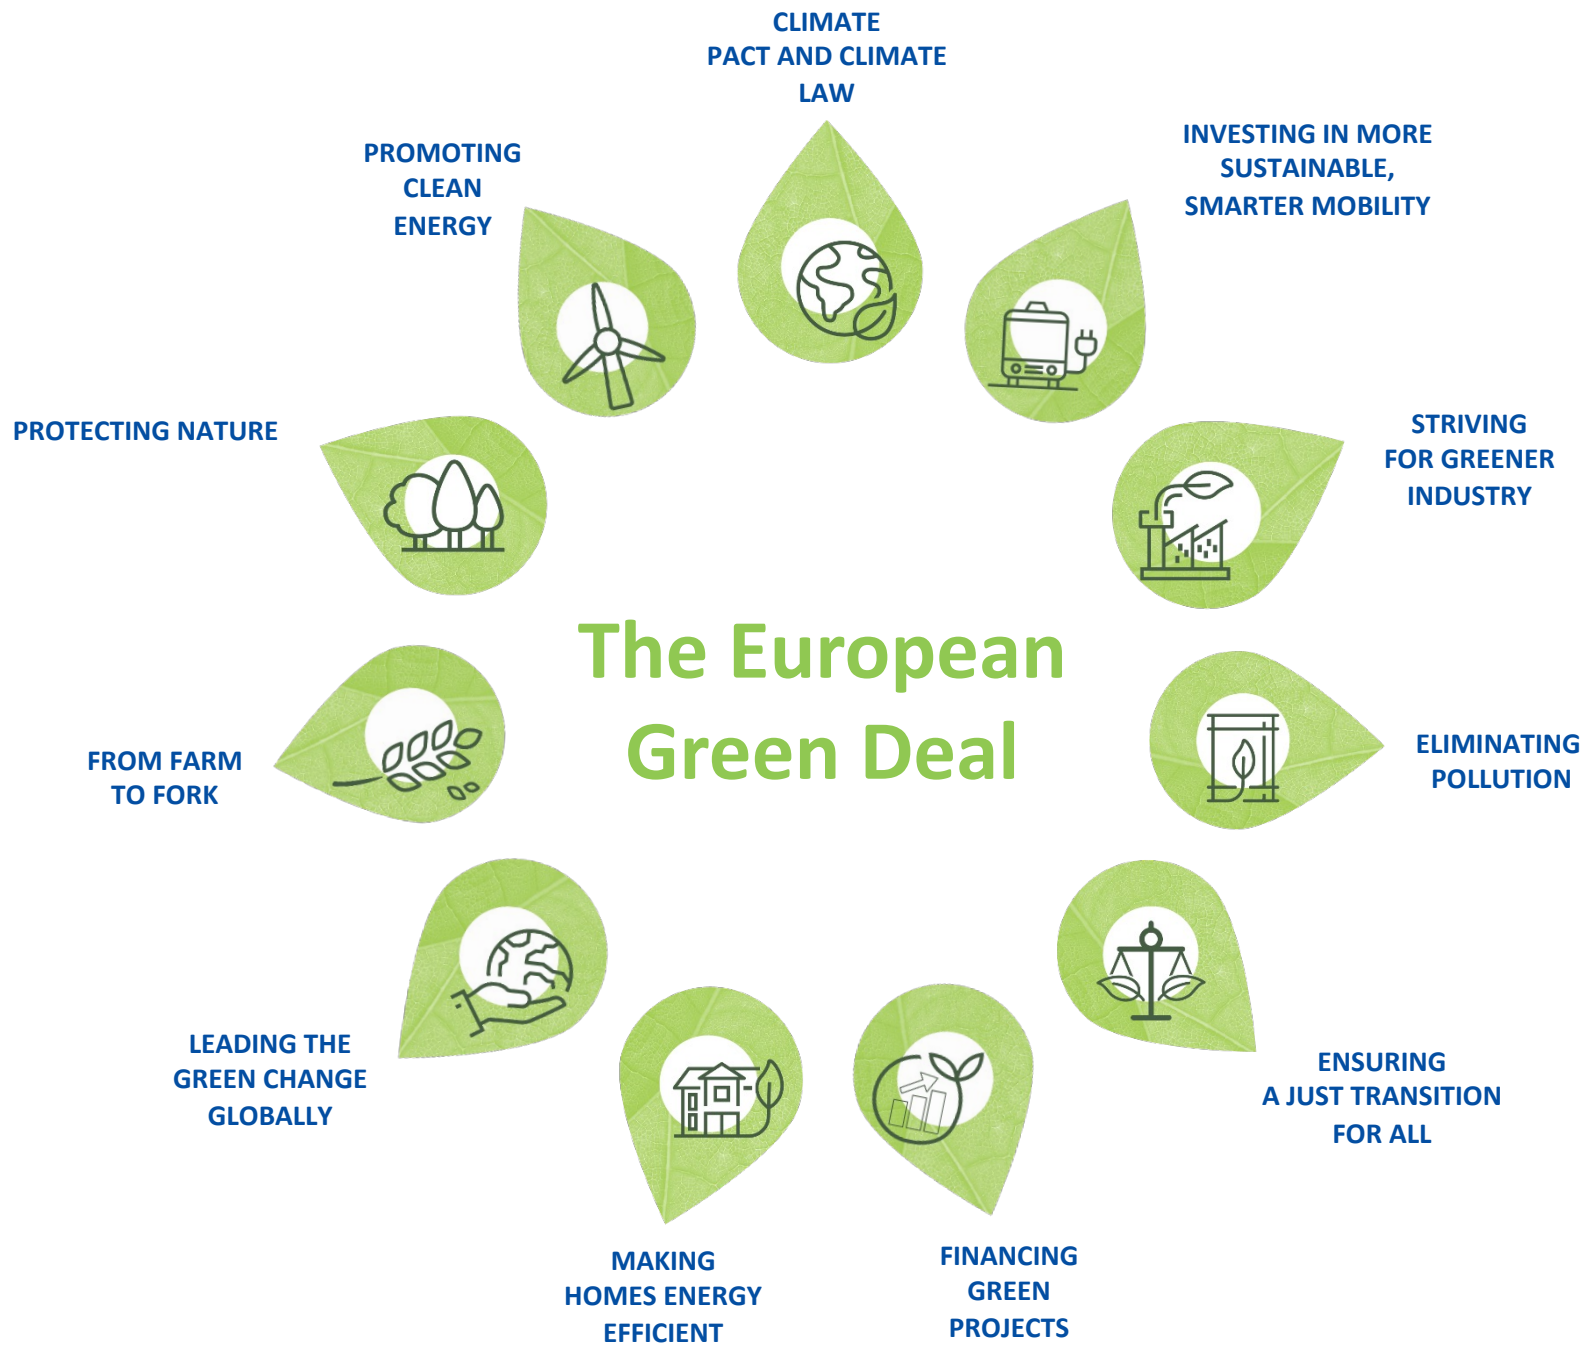 CLIMATE
PACT AND CLIMATE
LAW
INVESTING IN MORE
SUSTAINABLE,
SMARTER MOBILITY
STRIVING
FOR GREENER
INDUSTRY
ELIMINATING
POLLUTION
ENSURING
A JUST TRANSITION
FOR ALL
FINANCING
GREEN
PROJECTS
MAKING
HOMES ENERGY
EFFICIENT
LEADING THE
GREEN CHANGE
GLOBALLY
FROM FARM
TO FORK
PROTECTING NATURE
PROMOTING
CLEAN
ENERGY
The European
Green Deal